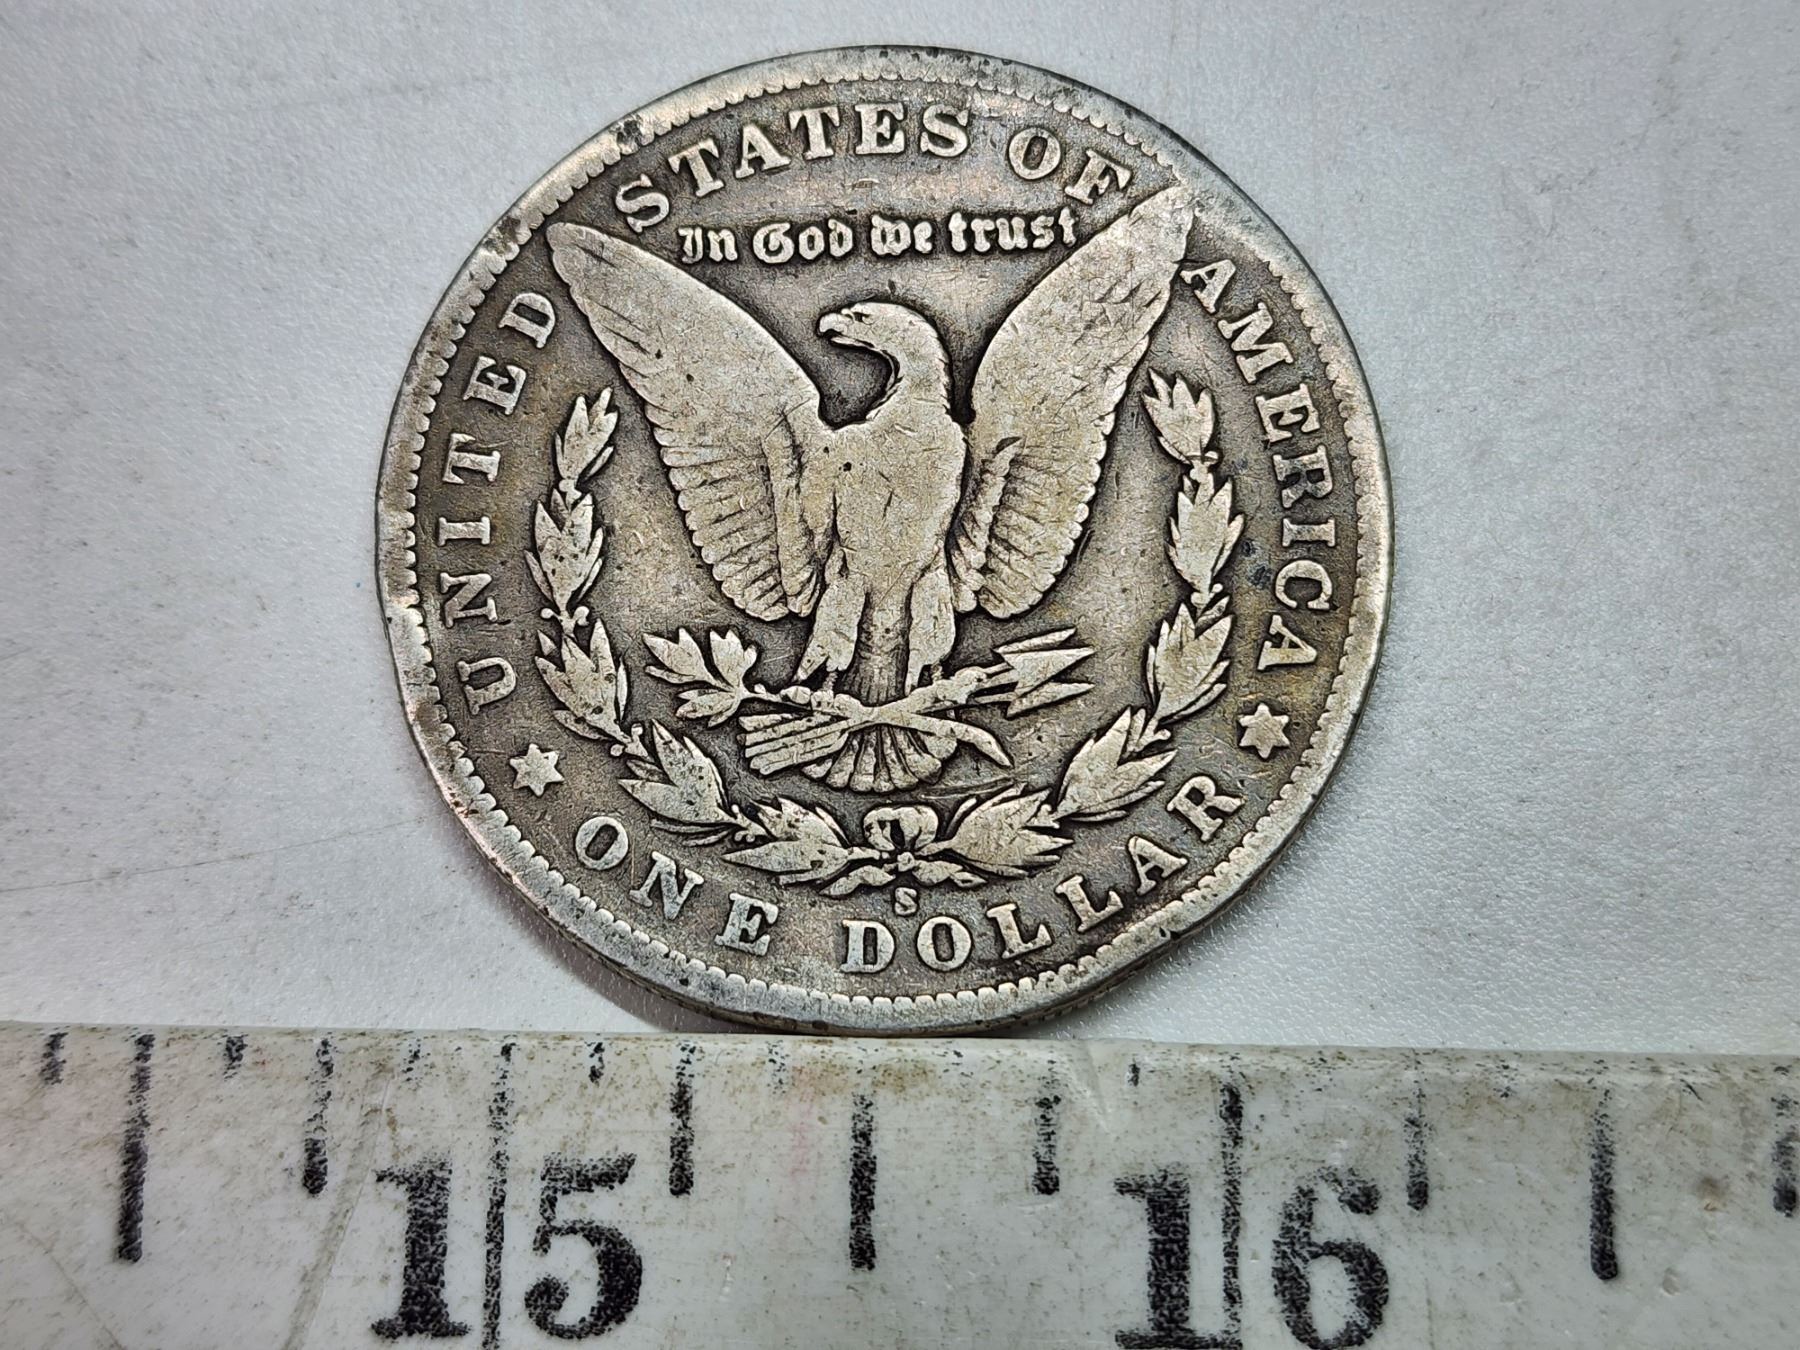 UNITED STATES OF AMERICA
In God we trust
S
ONE DOLLAR
15 16